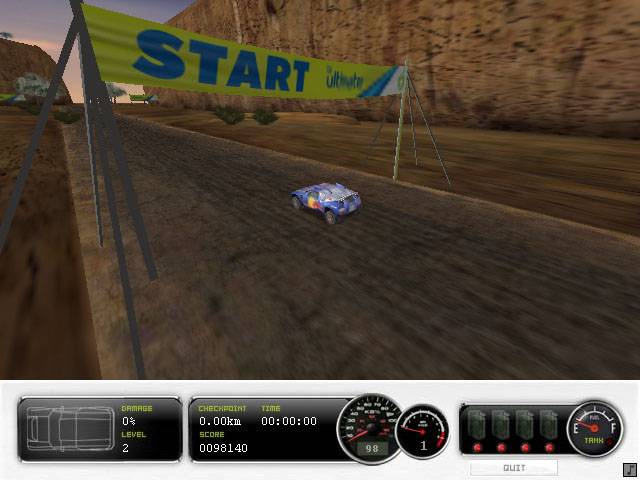 START
ultimate
DAMAGE
0%
LEVEL
2
CHECKPOINT TIME
0.00km 00:00:00
SCORE
0098140
98
1
FUEL
E F
TANK
QUIT